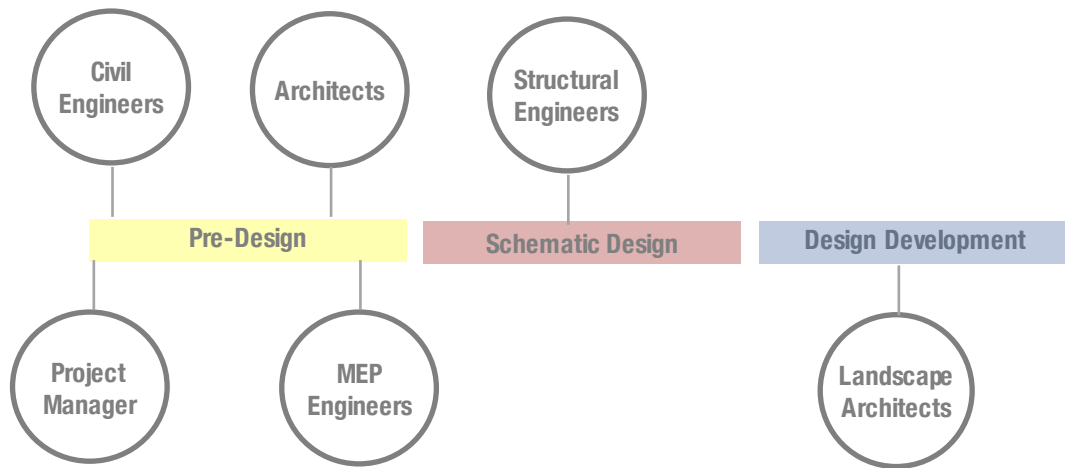 Civil
Engineers
Architects
Structural
Engineers
Pre-Design
Schematic Design
Design Development
Project
Manager
MEP
Engineers
Landscape
Architects